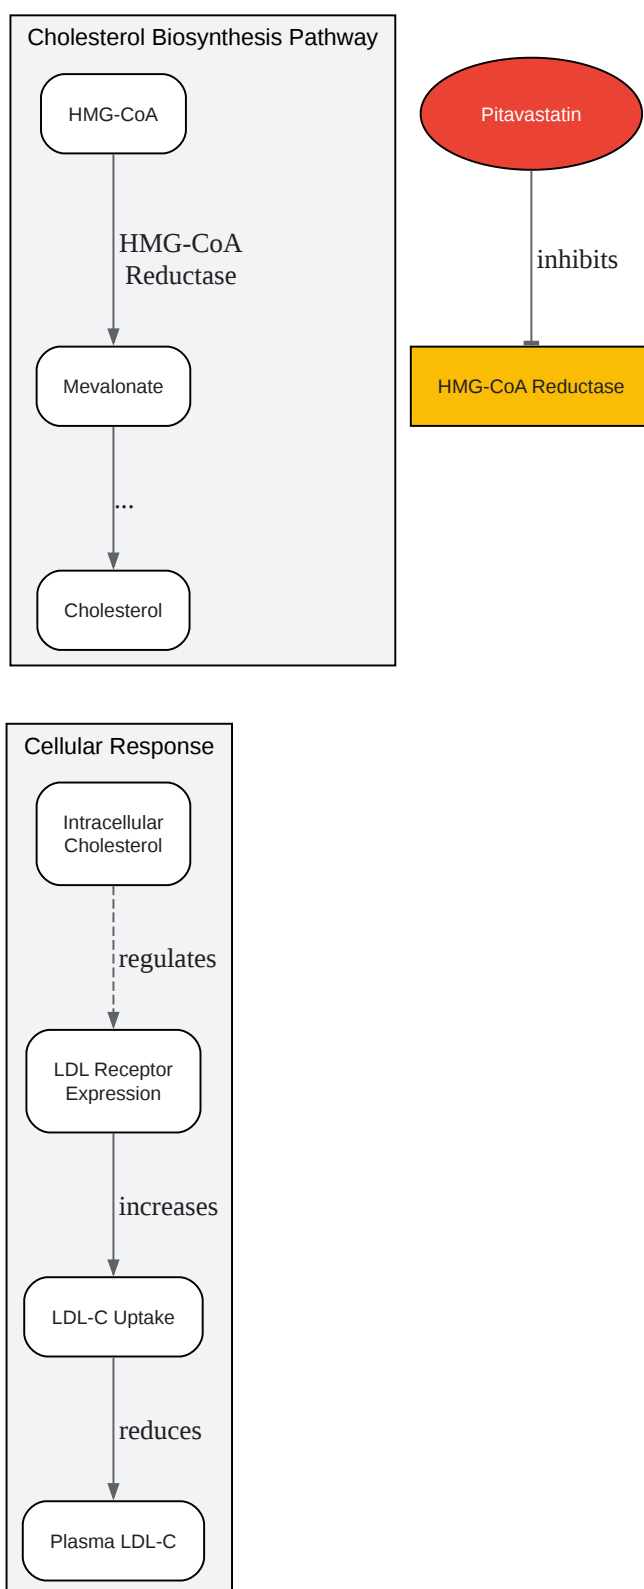 Cholesterol Biosynthesis Pathway
HMG-CoA
Pitavastatin
HMG-CoA
Reductase
inhibits
Mevalonate
HMG-CoA Reductase
...
Cholesterol
Cellular Response
Intracellular
Cholesterol
regulates
LDL Receptor
Expression
increases
LDL-C Uptake
reduces
Plasma LDL-C